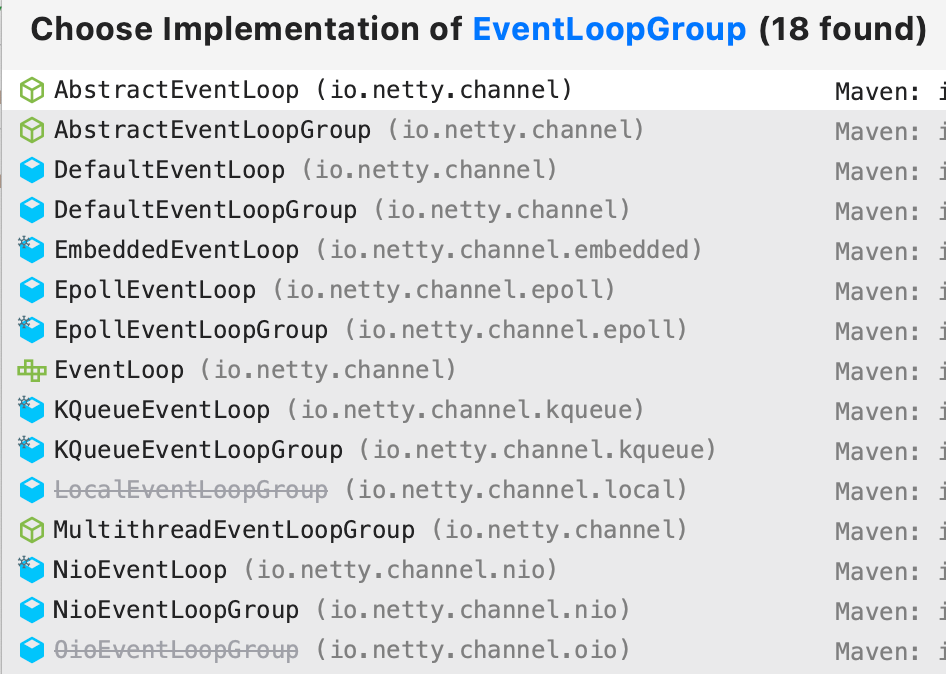 Choose Implementation of EventLoopGroup (18 found)
AbstractEventLoop (io.netty.channel) Maven: i
AbstractEventLoopGroup (io.netty.channel) Maven: i
DefaultEventLoop (io.netty.channel) Maven: i
DefaultEventLoopGroup (io.netty.channel) Maven: i
EmbeddedEventLoop (io.netty.channel.embedded) Maven: i
EpollEventLoop (io.netty.channel.epoll) Maven: i
EpollEventLoopGroup (io.netty.channel.epoll) Maven: i
EventLoop (io.netty.channel) Maven: i
KQueueEventLoop (io.netty.channel.kqueue) Maven: i
KQueueEventLoopGroup (io.netty.channel.kqueue) Maven: i
LocalEventLoopGroup (io.netty.channel.local) Maven: i
MultithreadEventLoopGroup (io.netty.channel) Maven: i
NioEventLoop (io.netty.channel.nio) Maven: i
NioEventLoopGroup (io.netty.channel.nio) Maven: i
OioEventLoopGroup (io.netty.channel.oio) Maven: i